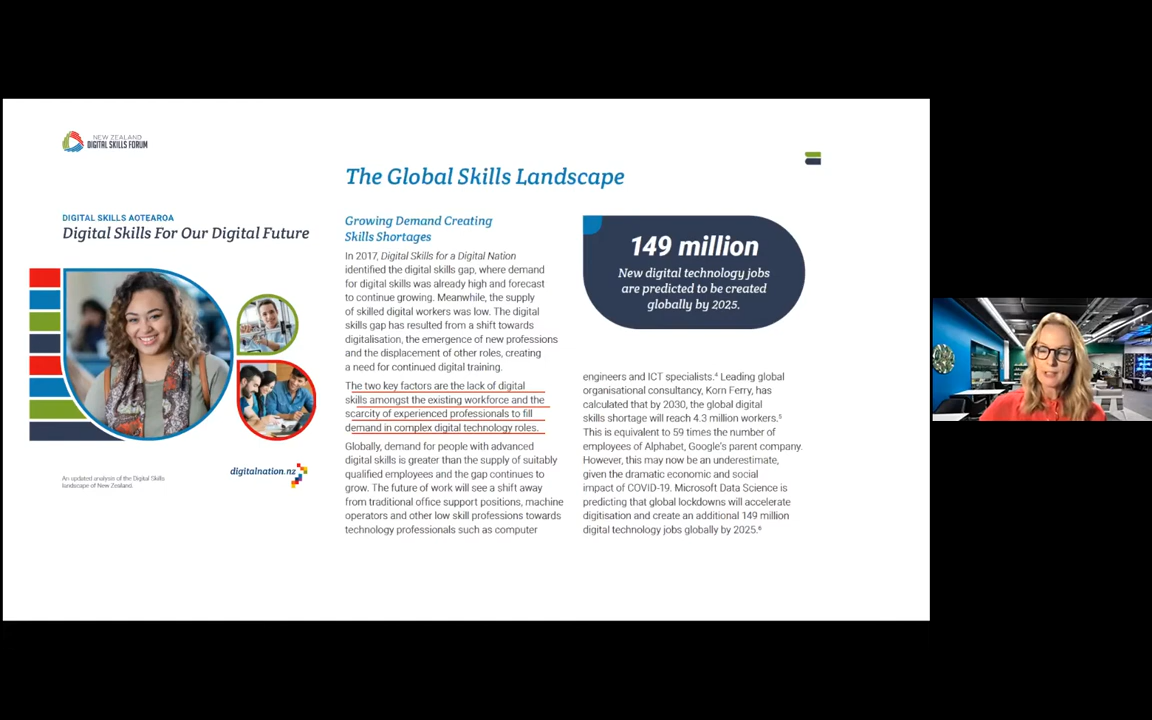 NEW ZEALAND
DIGITAL SKILLS FORUM
DIGITAL SKILLS AOTEAROA
Digital Skills For Our Digital Future
An updated analysis of the Digital Skills
landscape of New Zealand.
digitalnation.nz
The Global Skills Landscape
Growing Demand Creating
Skills Shortages
In 2017, Digital Skills for a Digital Nation
identified the digital skills gap, where demand
for digital skills was already high and forecast
to continue growing. Meanwhile, the supply
of skilled digital workers was low. The digital
skills gap has resulted from a shift towards
digitalisation, the emergence of new professions
and the displacement of other roles, creating
a need for continued digital training.
The two key factors are the lack of digital
skills amongst the existing workforce and the
scarcity of experienced professionals to fill
demand in complex digital technology roles.
Globally, demand for people with advanced
digital skills is greater than the supply of suitably
qualified employees and the gap continues to
grow. The future of work will see a shift away
from traditional office support positions, machine
operators and other low skill professions towards
technology professionals such as computer
149 million
New digital technology jobs
are predicted to be created
globally by 2025.
engineers and ICT specialists.⁴ Leading global
organisational consultancy, Korn Ferry, has
calculated that by 2030, the global digital
skills shortage will reach 4.3 million workers.⁵
This is equivalent to 59 times the number of
employees of Alphabet, Google's parent company.
However, this may now be an underestimate,
given the dramatic economic and social
impact of COVID-19. Microsoft Data Science is
predicting that global lockdowns will accelerate
digitisation and create an additional 149 million
digital technology jobs globally by 2025.⁶